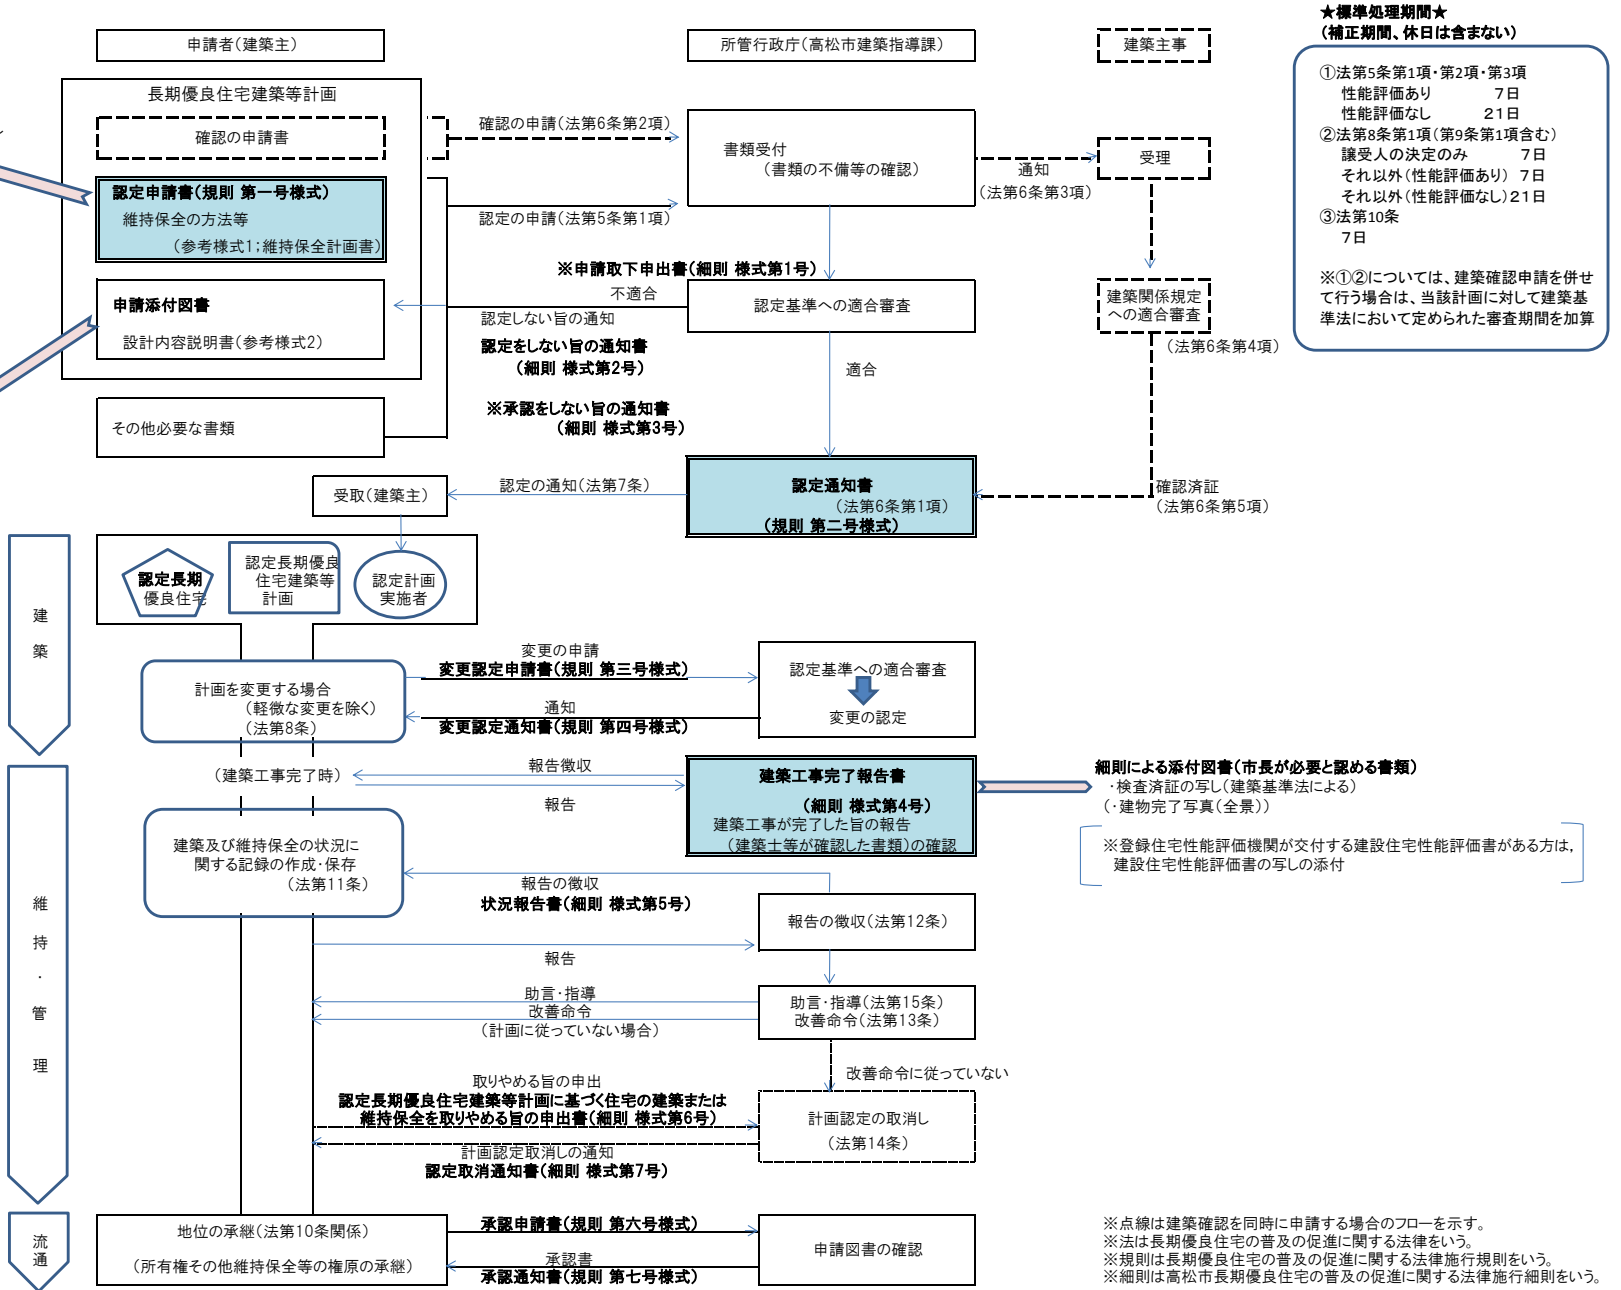 ★標準処理期間★
(補正期間、休日は含まない)
申請者(建築主)
所管行政庁(高松市建築指導課)
建築主事
①法第5条第1項・第2項・第3項
性能評価あり 7日
性能評価なし 21日
②法第8条第1項(第9条第1項含む)
譲受人の決定のみ 7日
それ以外(性能評価あり) 7日
それ以外(性能評価なし)21日
③法第10条
7日
※①②については、建築確認申請を併せ
て行う場合は、当該計画に対して建築基
準法において定められた審査期間を加算
長期優良住宅建築等計画
確認の申請書
確認の申請(法第6条第2項)
書類受付
(書類の不備等の確認)
通知
(法第6条第3項)
受理
認定申請書(規則 第一号様式)
維持保全の方法等
(参考様式1;維持保全計画書)
認定の申請(法第5条第1項)
※申請取下申出書(細則 様式第1号)
不適合
認定基準への適合審査
建築関係規定
への適合審査
(法第6条第4項)
申請添付図書
設計内容説明書(参考様式2)
認定しない旨の通知
認定をしない旨の通知書
(細則 様式第2号)
適合
※承認をしない旨の通知書
(細則 様式第3号)
その他必要な書類
受取(建築主)
認定の通知(法第7条)
認定通知書
(法第6条第1項)
(規則 第二号様式)
確認済証
(法第6条第5項)
建
築
認定長期
優良住宅
認定長期優良
住宅建築等
計画
認定計画
実施者
計画を変更する場合
(軽微な変更を除く)
(法第8条)
変更の申請
変更認定申請書(規則 第三号様式)
通知
変更認定通知書(規則 第四号様式)
認定基準への適合審査
変更の認定
(建築工事完了時)
報告徴収
報告
建築工事完了報告書
(細則 様式第4号)
建築工事が完了した旨の報告
(建築士等が確認した書類)の確認
細則による添付図書(市長が必要と認める書類)
・検査済証の写し(建築基準法による)
(・建物完了写真(全景))
※登録住宅性能評価機関が交付する建設住宅性能評価書がある方は,
建設住宅性能評価書の写しの添付
維
持
・
管
理
建築及び維持保全の状況に
関する記録の作成・保存
(法第11条)
報告の徴収
状況報告書(細則 様式第5号)
報告の徴収(法第12条)
報告
助言・指導
改善命令
(計画に従っていない場合)
助言・指導(法第15条)
改善命令(法第13条)
改善命令に従っていない
取りやめる旨の申出
認定長期優良住宅建築等計画に基づく住宅の建築または
維持保全を取りやめる旨の申出書(細則 様式第6号)
計画認定の取消し
(法第14条)
計画認定取消しの通知
認定取消通知書(細則 様式第7号)
流
通
地位の承継(法第10条関係)
(所有権その他維持保全等の権原の承継)
承認申請書(規則 第六号様式)
承認書
承認通知書(規則 第七号様式)
申請図書の確認
※点線は建築確認を同時に申請する場合のフローを示す。
※法は長期優良住宅の普及の促進に関する法律をいう。
※規則は長期優良住宅の普及の促進に関する法律施行規則をいう。
※細則は高松市長期優良住宅の普及の促進に関する法律施行細則をいう。